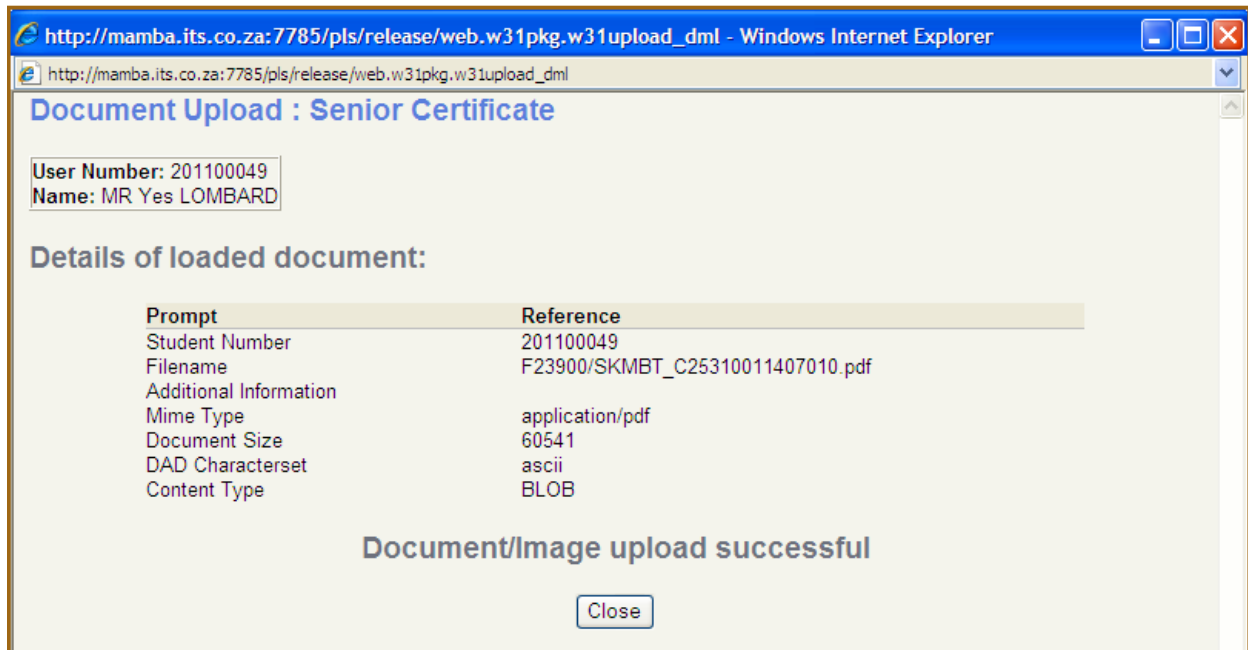 http://mamba.its.co.za:7785/pls/release/web.w31pkg.w31upload_dml - Windows Internet Explorer
http://mamba.its.co.za:7785/pls/release/web.w31pkg.w31upload_dml
Document Upload : Senior Certificate
User Number: 201100049
Name: MR Yes LOMBARD
Details of loaded document:
Prompt Reference
Student Number 201100049
Filename F23900/SKMBT_C25310011407010.pdf
Additional Information
Mime Type application/pdf
Document Size 60541
DAD Characterset ascii
Content Type BLOB
Document/Image upload successful
Close